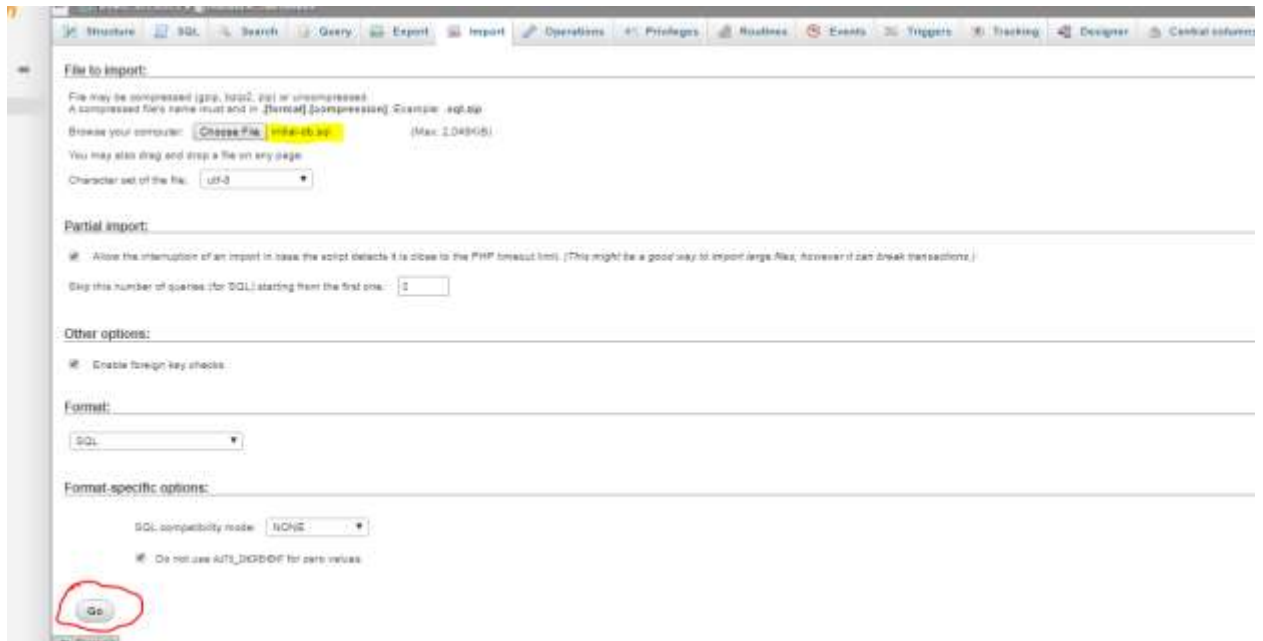 Structure SQL Search Query Export Import Operations Privileges Routines Events Triggers Tracking Designer Central columns
File to import:
File may be compressed (gzip, bzip2, zip) or uncompressed.
A compressed file's name must end in .[format].[compression]. Example: .sql.zip
Browse your computer: Choose File initial-db.sql (Max: 2,048KiB)
You may also drag and drop a file on any page.
Character set of the file: utf-8
Partial import:
Allow the interruption of an import in case the script detects it is close to the PHP timeout limit. (This might be a good way to import large files, however it can break transactions.)
Skip this number of queries (for SQL) starting from the first one: 0
Other options:
Enable foreign key checks
Format:
SQL
Format-specific options:
SQL compatibility mode: NONE
Do not use AUTO_INCREMENT for zero values
Go